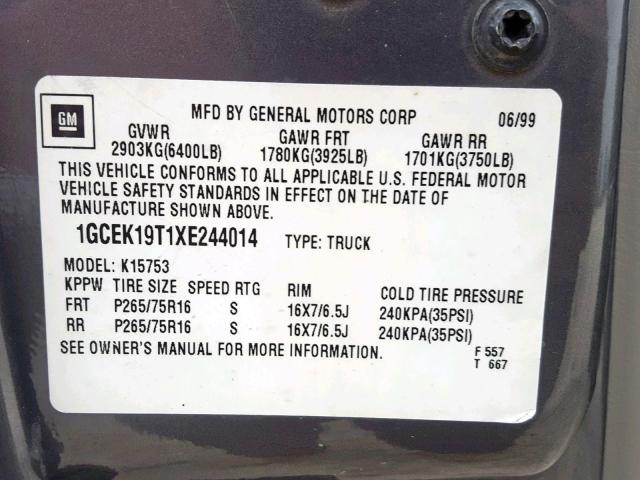 GM
MFD BY GENERAL MOTORS CORP 06/99
GVWR GAWR FRT GAWR RR
2903KG(6400LB) 1780KG(3925LB) 1701KG(3750LB)
THIS VEHICLE CONFORMS TO ALL APPLICABLE U.S. FEDERAL MOTOR
VEHICLE SAFETY STANDARDS IN EFFECT ON THE DATE OF
MANUFACTURE SHOWN ABOVE.
1GCEK19T1XE244014 TYPE: TRUCK
MODEL: K15753
KPPW TIRE SIZE SPEED RTG RIM COLD TIRE PRESSURE
FRT P265/75R16 S 16X7/6.5J 240KPA(35PSI)
RR P265/75R16 S 16X7/6.5J 240KPA(35PSI)
SEE OWNER'S MANUAL FOR MORE INFORMATION. F 557
T 667